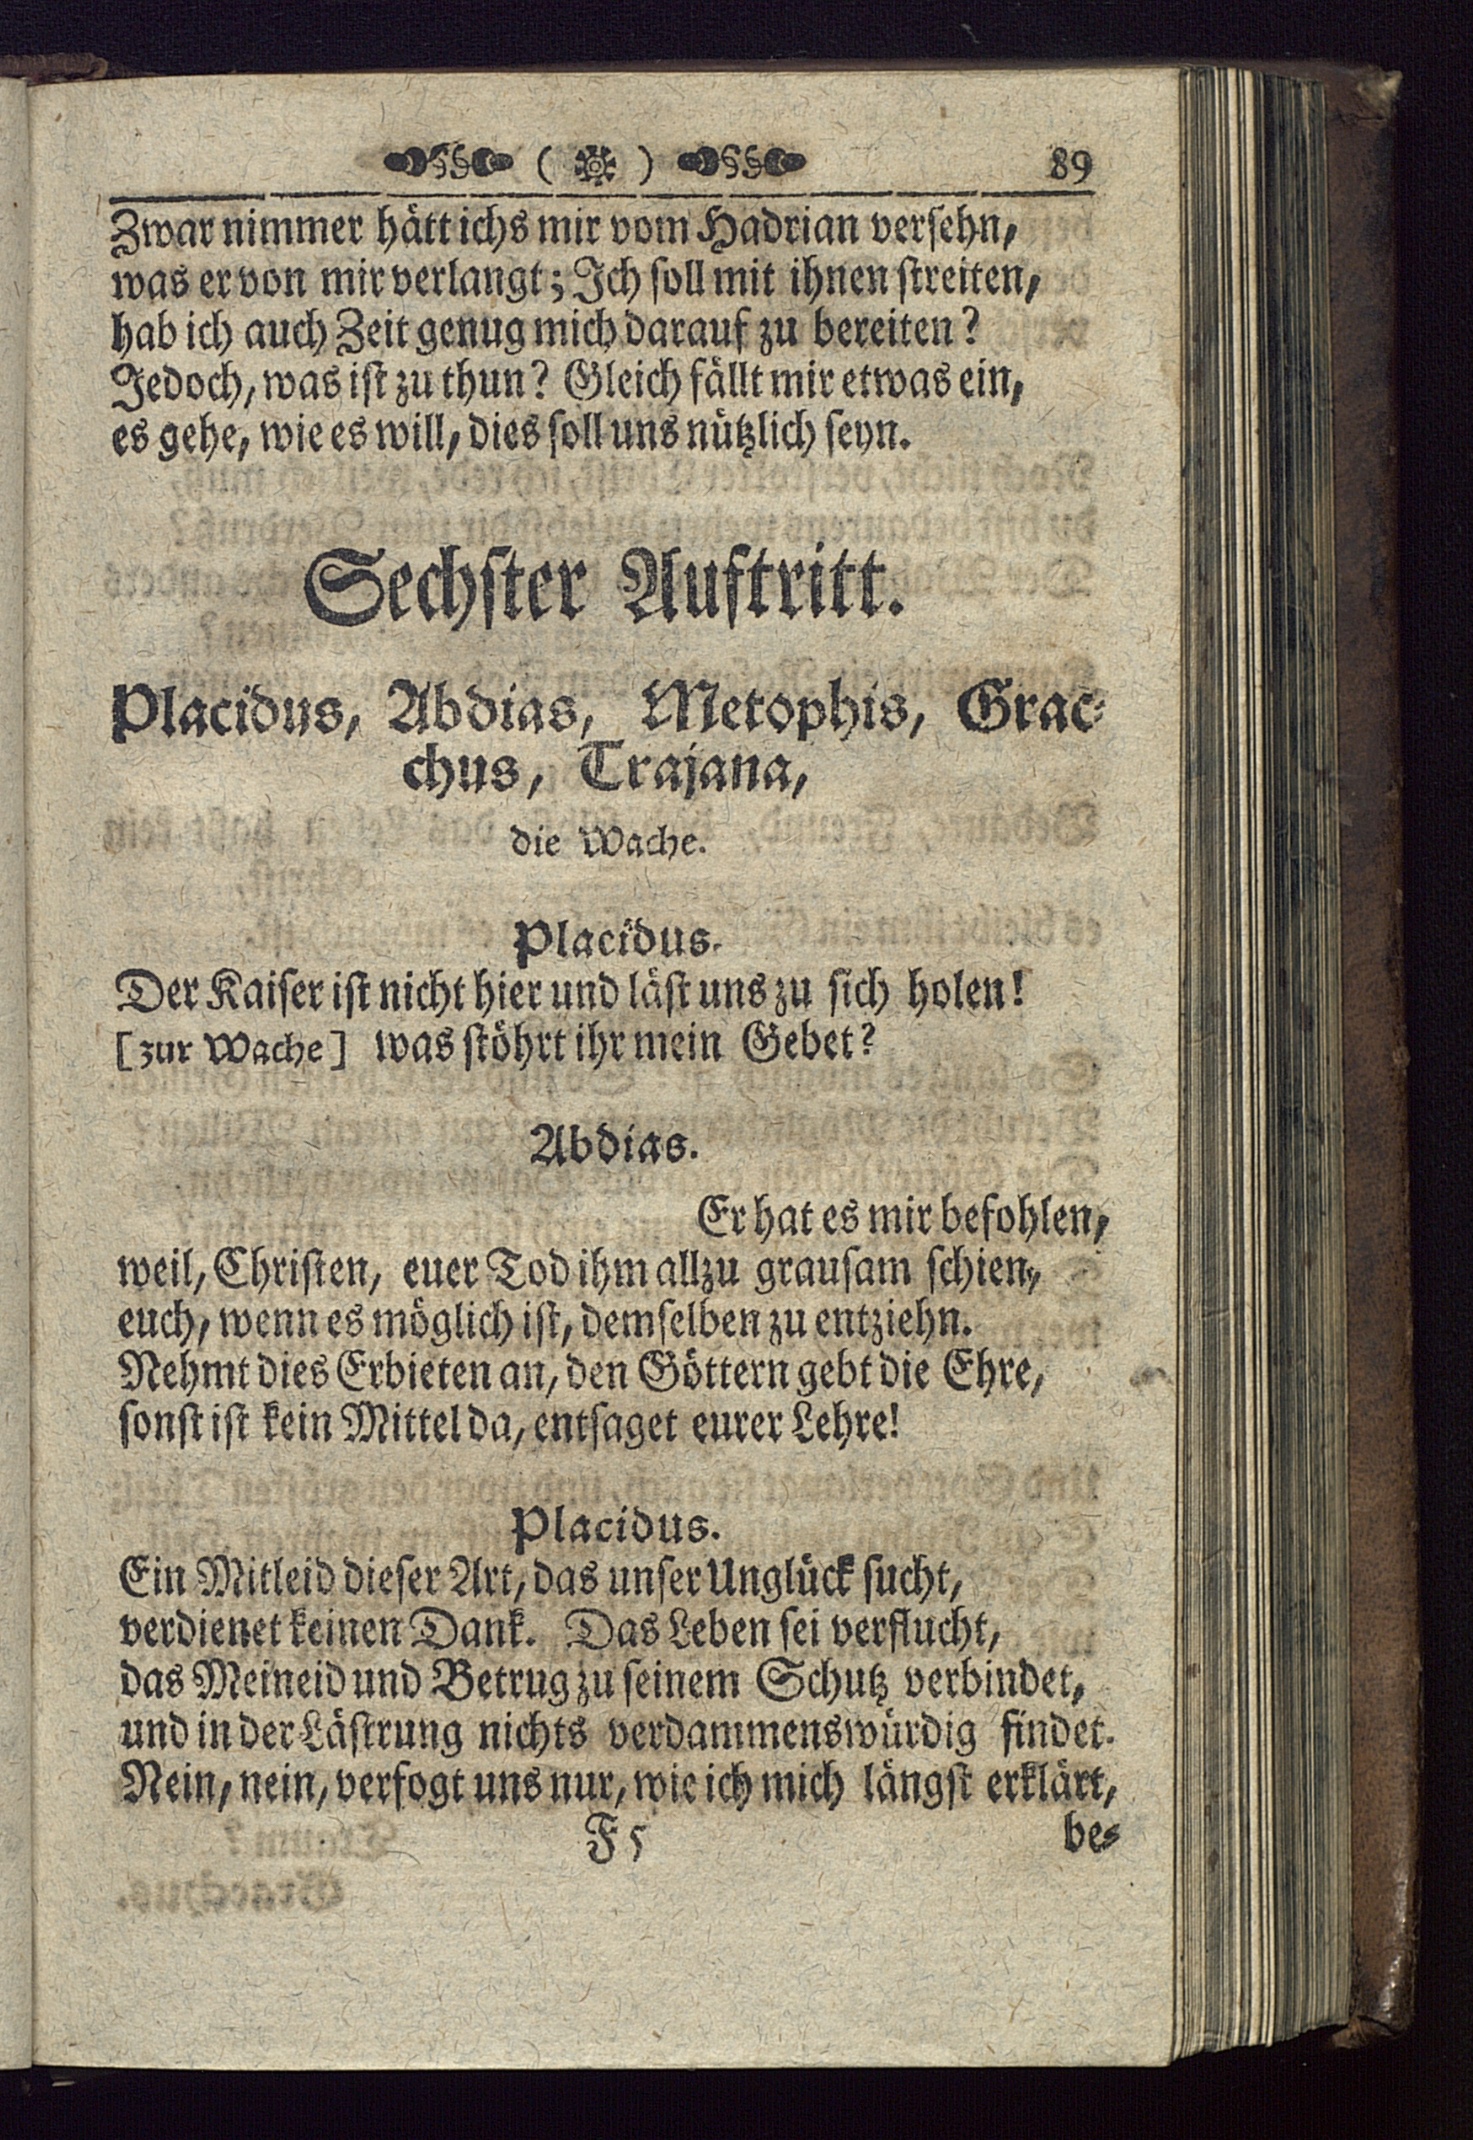 ( ) 89
Zwar nimmer hätt ichs mir vom Hadrian versehn,
was er von mir verlangt; Ich soll mit ihnen streiten,
hab ich auch Zeit genug mich darauf zu bereiten?
Jedoch, was ist zu thun? Gleich fällt mir etwas ein,
es gehe, wie es will, dies soll uns nützlich seyn.
Sechster Auftritt.
Placidus, Abdias, Metophis, Grac-
chus, Trajana,
die Wache.
Placidus.
Der Kaiser ist nicht hier und läst uns zu sich holen!
[zur Wache] was stöhrt ihr mein Gebet?
Abdias.
Er hat es mir befohlen,
weil, Christen, euer Tod ihm allzu grausam schien,
euch, wenn es möglich ist, demselben zu entziehn.
Nehmt dies Erbieten an, den Göttern gebt die Ehre,
sonst ist kein Mittel da, entsaget eurer Lehre!
Placidus.
Ein Mitleid dieser Art, das unser Unglück sucht,
verdienet keinen Dank. Das Leben sei verflucht,
das Meineid und Betrug zu seinem Schutz verbindet,
und in der Lästrung nichts verdammenswürdig findet.
Nein, nein, verfogt uns nur, wie ich mich längst erklärt,
F 5 be-